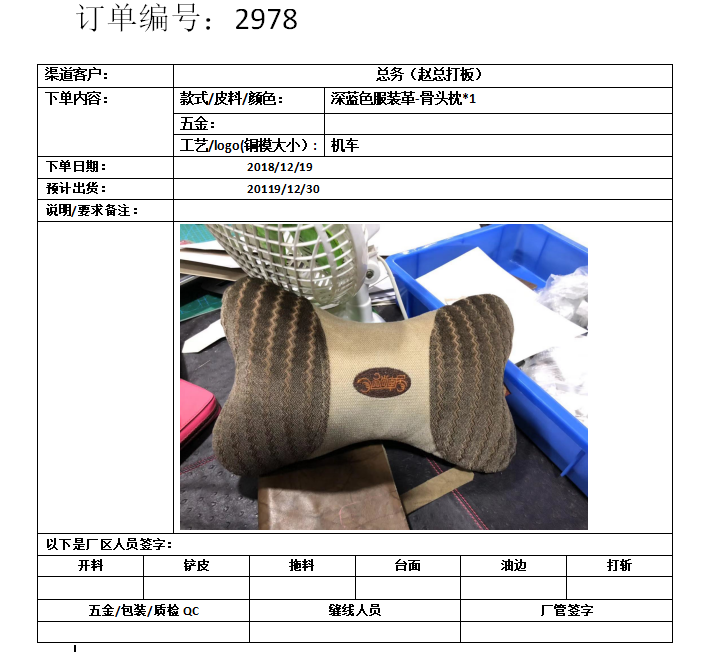 订单编号：2978
渠道客户： 总务（赵总打板）
下单内容： 款式/皮料/颜色： 深蓝色服装革-骨头枕*1
五金：
工艺/logo(铜模大小）： 机车
下单日期： 2018/12/19
预计出货： 20119/12/30
说明/要求备注：
以下是厂区人员签字：
开料 铲皮 拖料 台面 油边 打斩
五金/包装/质检 QC 缝线人员 厂管签字